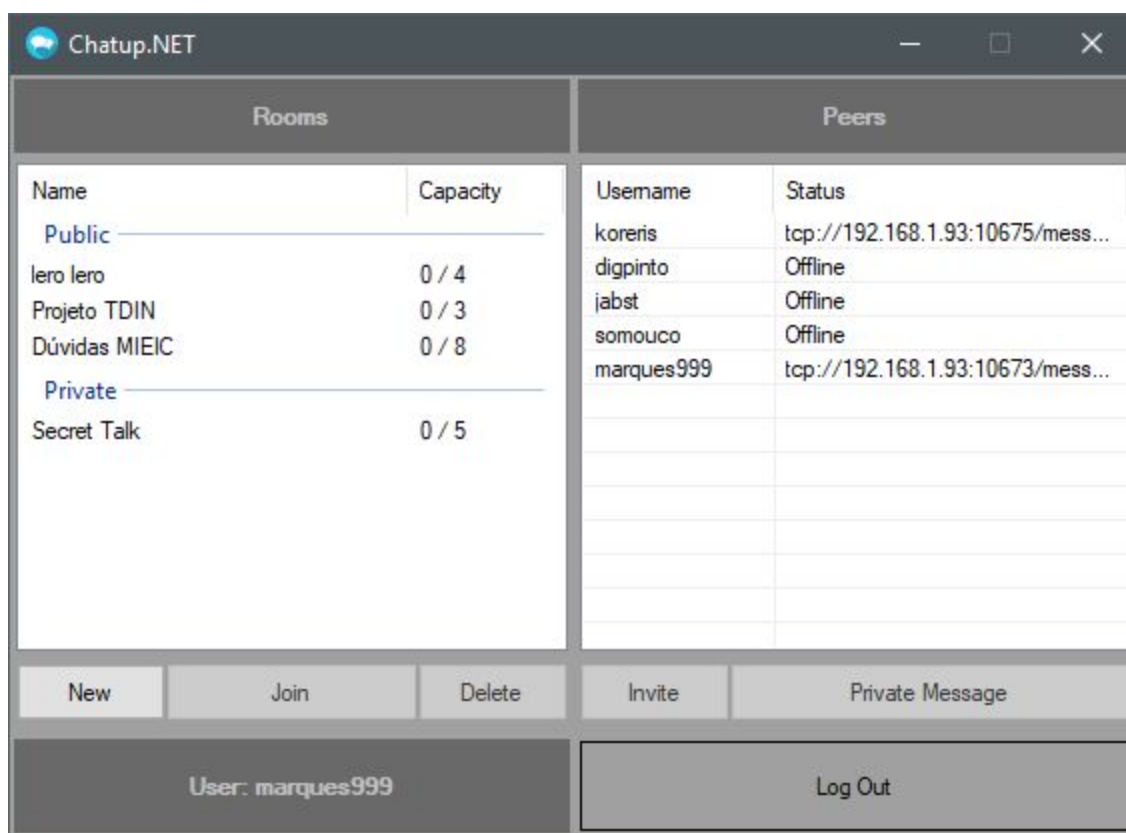 Chatup.NET
Rooms
Peers
Name Capacity
Public
lero lero 0 / 4
Projeto TDIN 0 / 3
Dúvidas MIEIC 0 / 8
Private
Secret Talk 0 / 5
Username Status
koreris tcp://192.168.1.93:10675/mess...
digpinto Offline
jabst Offline
somouco Offline
marques999 tcp://192.168.1.93:10673/mess...
New Join Delete
Invite Private Message
User: marques999
Log Out